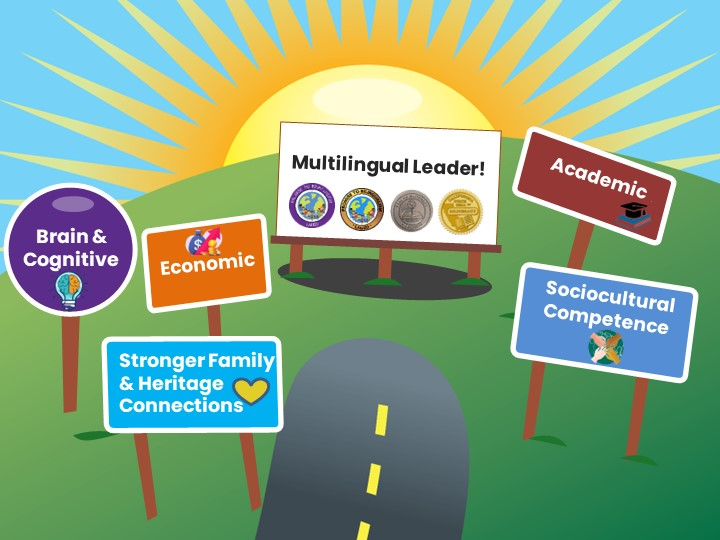 Multilingual Leader!
Academic
Brain &
Cognitive
Economic
Sociocultural
Competence
Stronger Family
& Heritage
Connections